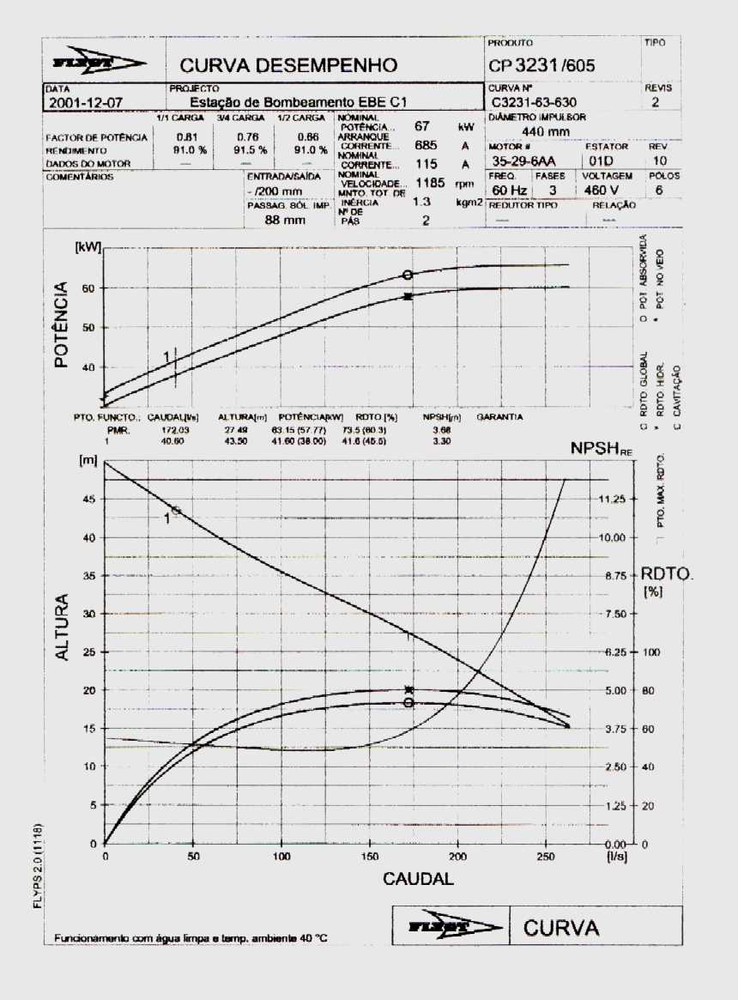 FLYGT
CURVA DESEMPENHO
PRODUTO
CP 3231/605
TIPO
DATA
2001-12-07
PROJECTO
Estação de Bombeamento EBE C1
CURVA Nº
C3231-63-630
REVIS
2
1/1 CARGA 3/4 CARGA 1/2 CARGA
FACTOR DE POTÊNCIA 0.81 0.76 0.66
RENDIMENTO 91.0 % 91.5 % 91.0 %
DADOS DO MOTOR --- --- ---
NOMINAL
POTÊNCIA... 67 kW
ARRANQUE
CORRENTE... 685 A
NOMINAL
CORRENTE... 115 A
NOMINAL
VELOCIDADE... 1185 rpm
MNTO. TOT. DE
INÉRCIA 1.3 kgm2
Nº DE
PÁS 2
DIÂMETRO IMPULSOR
440 mm
MOTOR # ESTATOR REV.
35-29-6AA 01D 10
FREQ. FASES VOLTAGEM PÓLOS
60 Hz 3 460 V 6
REDUTOR TIPO RELAÇÃO
--- ---
COMENTÁRIOS
ENTRADA/SAÍDA
- /200 mm
PASSAG. SÓL. IMP.
88 mm
[kW]
60
50
40
POTÊNCIA
1
O POT ABSORVIDA
* POT NO VEIO
O RDTO GLOBAL
* RDTO HIDR.
C CAVITAÇÃO
PTO. FUNCTO.: CAUDAL[l/s] ALTURA[m] POTÊNCIA[kW] RDTO.[%] NPSH[m] GARANTIA
PMR. 172.03 27.49 63.15 (57.77) 73.5 (80.3) 3.68
1 40.60 43.50 41.60 (38.00) 41.6 (45.5) 3.30
NPSHRE
PTO. MAX. RDTO.
[m]
45
40
35
30
25
20
15
10
5
0
ALTURA
1
11.25
10.00
8.75
7.50
6.25
5.00
3.75
2.50
1.25
0.00
RDTO.
[%]
100
80
60
40
20
0
0 50 100 150 200 250 [l/s]
CAUDAL
FLYPS 2.0 (1118)
FLYGT
CURVA
Funcionamento com água limpa e temp. ambiente 40 °C